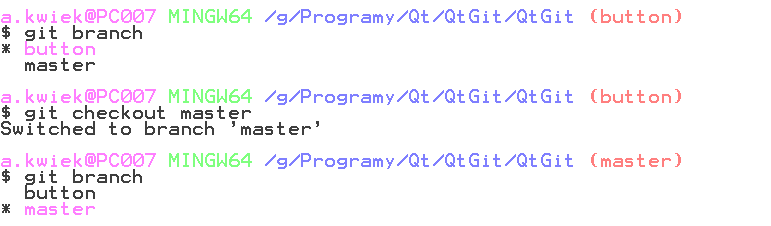 a.kwiek@PC007 MINGW64 /g/Programy/Qt/QtGit/QtGit (button)
$ git branch
* button
  master
a.kwiek@PC007 MINGW64 /g/Programy/Qt/QtGit/QtGit (button)
$ git checkout master
Switched to branch 'master'
a.kwiek@PC007 MINGW64 /g/Programy/Qt/QtGit/QtGit (master)
$ git branch
  button
* master